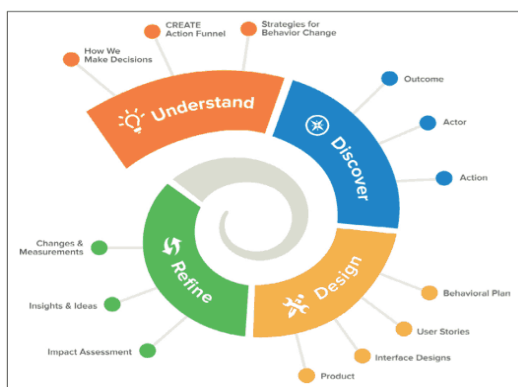 How We
Make Decisions
CREATE
Action Funnel
Strategies for
Behavior Change
Understand
Outcome
Actor
Action
Discover
Behavioral Plan
User Stories
Interface Designs
Product
Design
Impact Assessment
Insights & Ideas
Changes &
Measurements
Refine